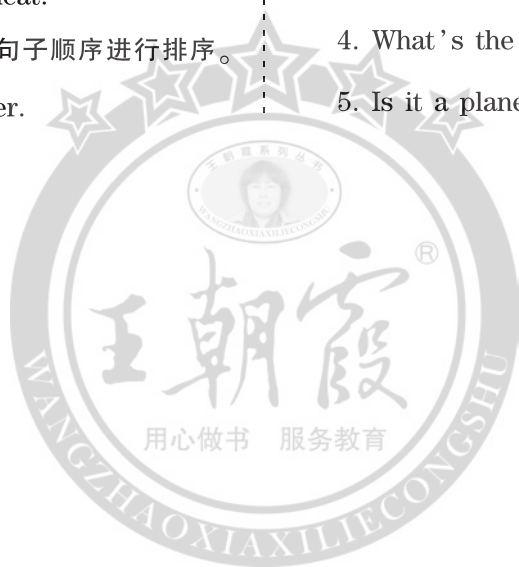 eat.
句子顺序进行排序。
er.
4. What's the
5. Is it a plane
王朝霞系列丛书
WANGZHAOXIAXILIECONGSHU
王朝霞®
用心做书 服务教育
WANGZHAOXIAXILIECONGSHU